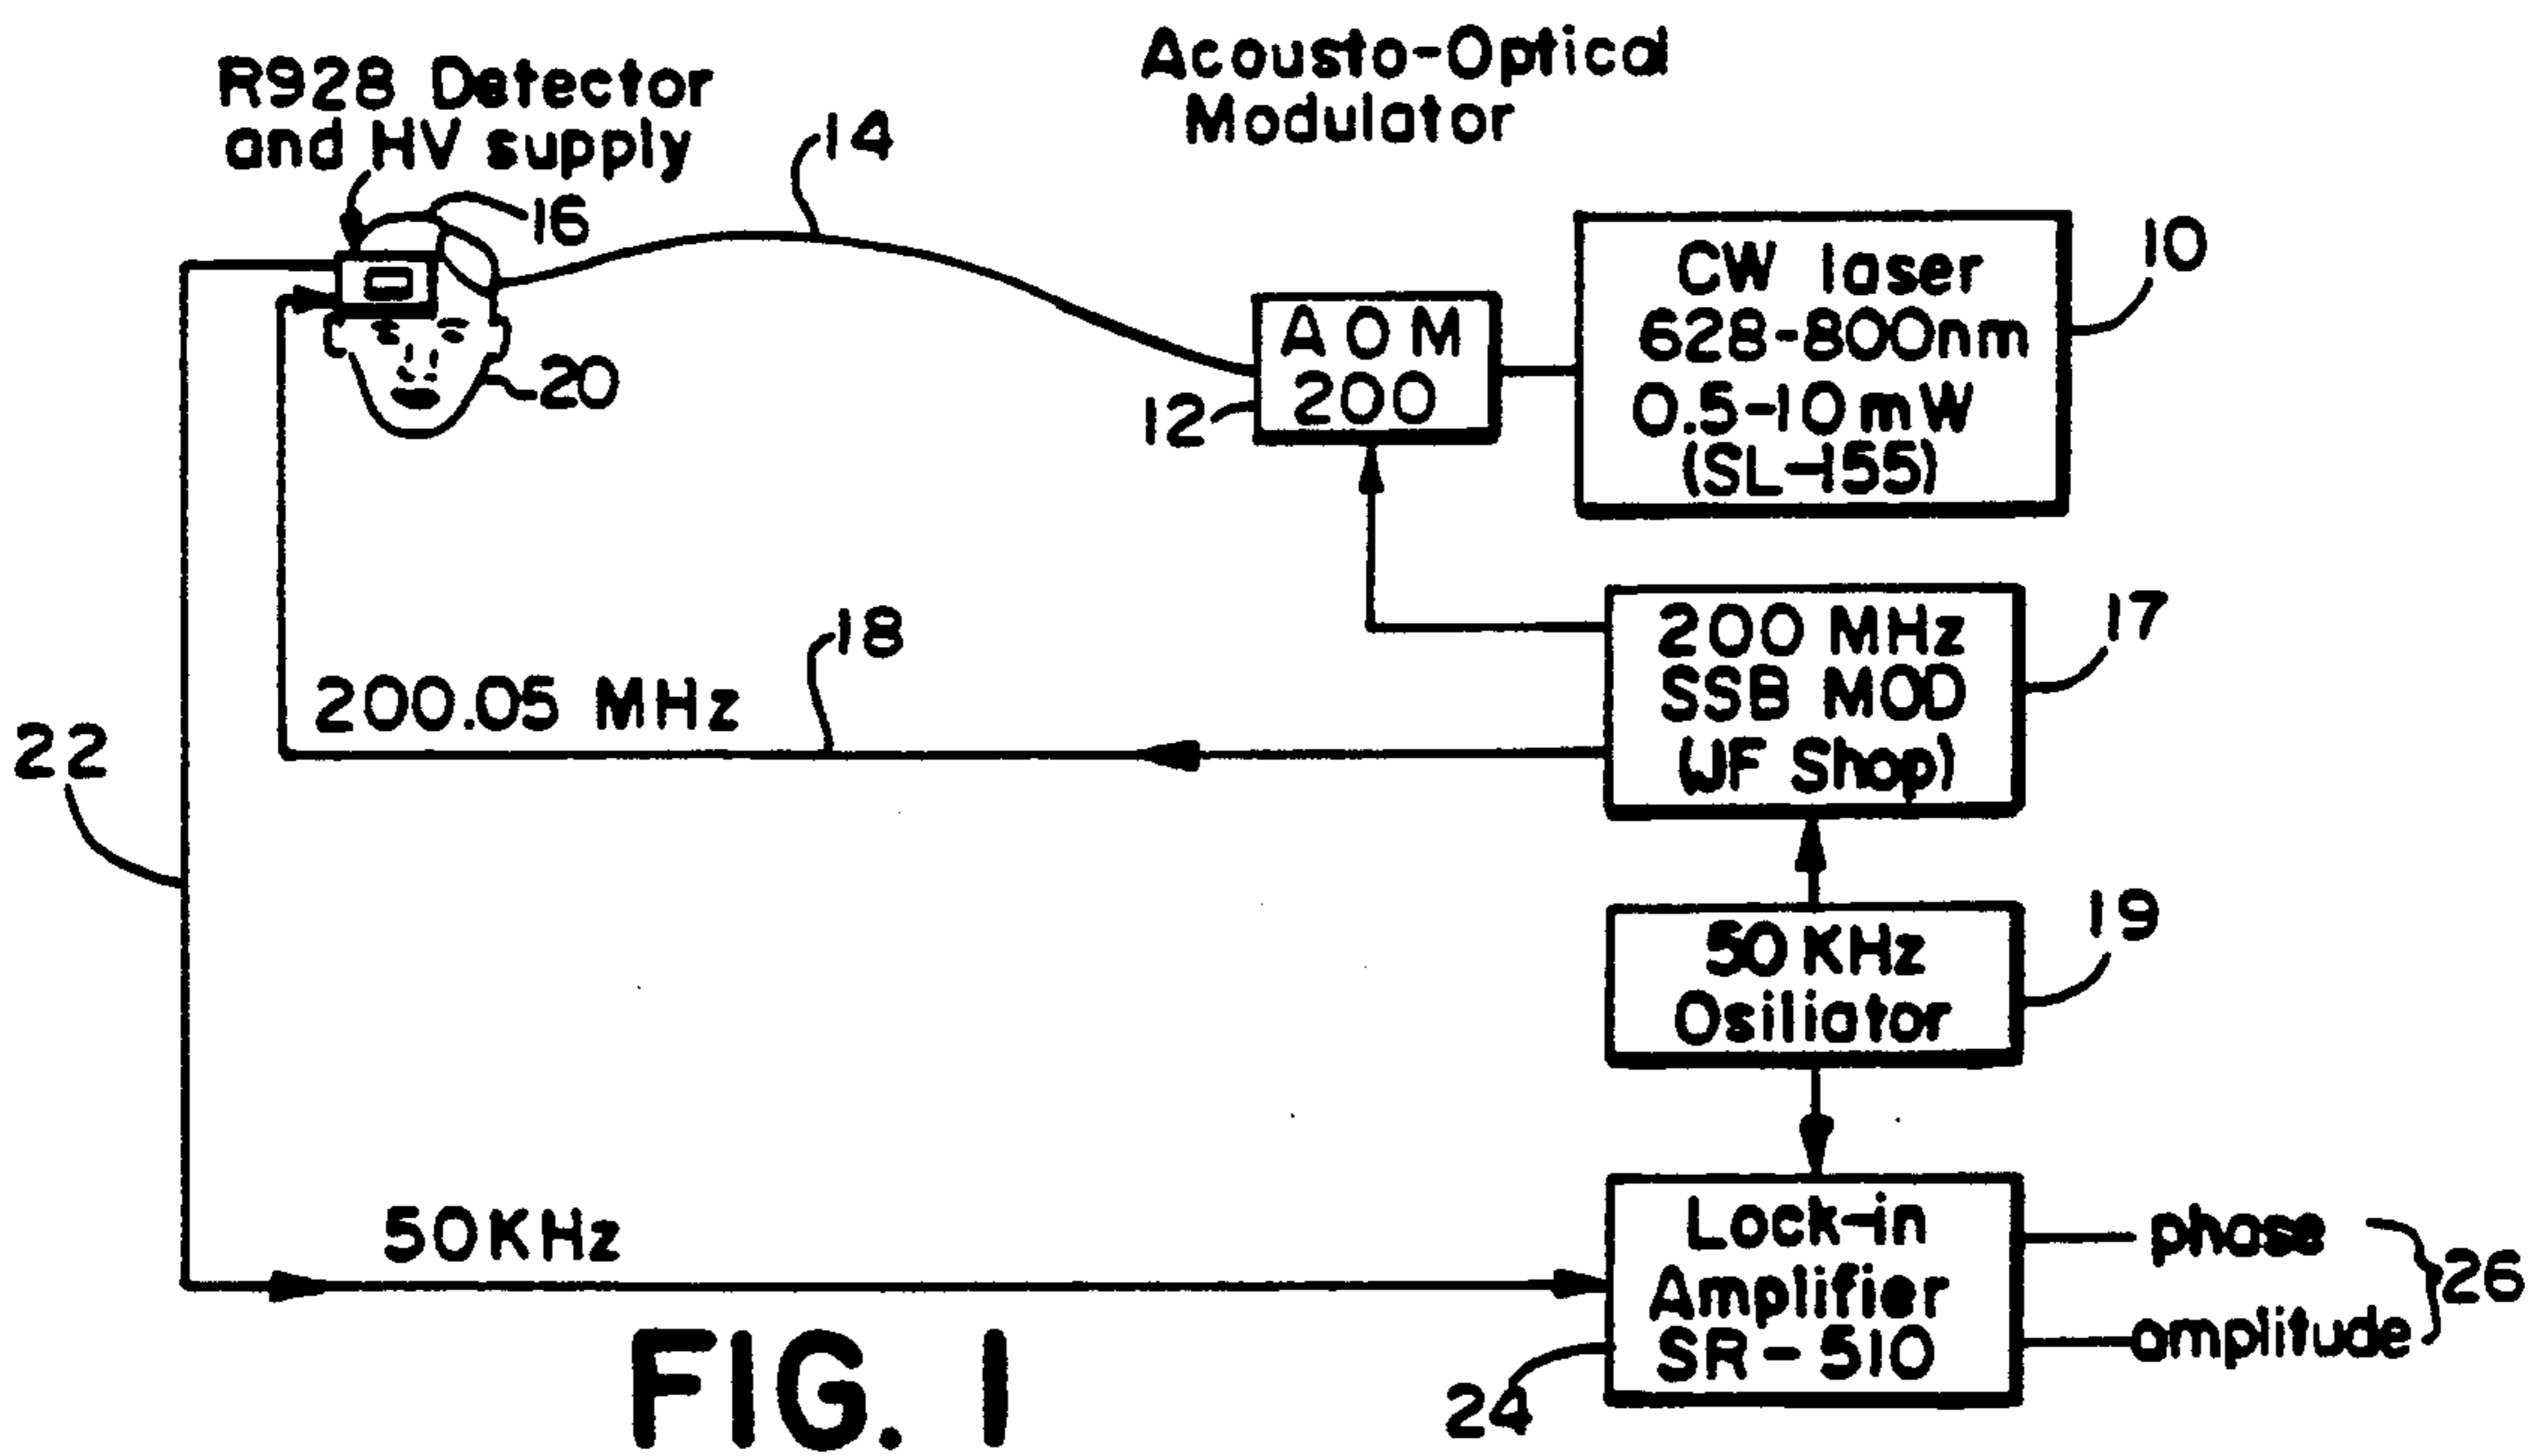 R928 Detector
and HV supply
Acousto-Optical
Modulator
14
16
10
CW laser
628-800nm
0.5-10mW
(SL-155)
AOM
200
12
20
18
17
200 MHz
SSB MOD
(JF Shop)
200.05 MHz
22
19
50KHz
Osiliator
50KHz
Lock-in
Amplifier
SR-510
24
phase
amplitude
26
FIG. 1